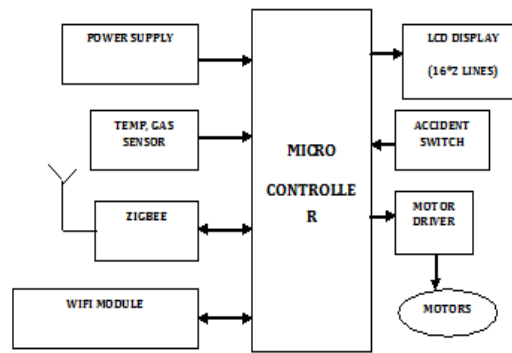 POWER SUPPLY
TEMP, GAS
SENSOR
ZIGBEE
WIFI MODULE
MICRO
CONTROLLE
R
LCD DISPLAY
(16*2 LINES)
ACCIDENT
SWITCH
MOTOR
DRIVER
MOTORS